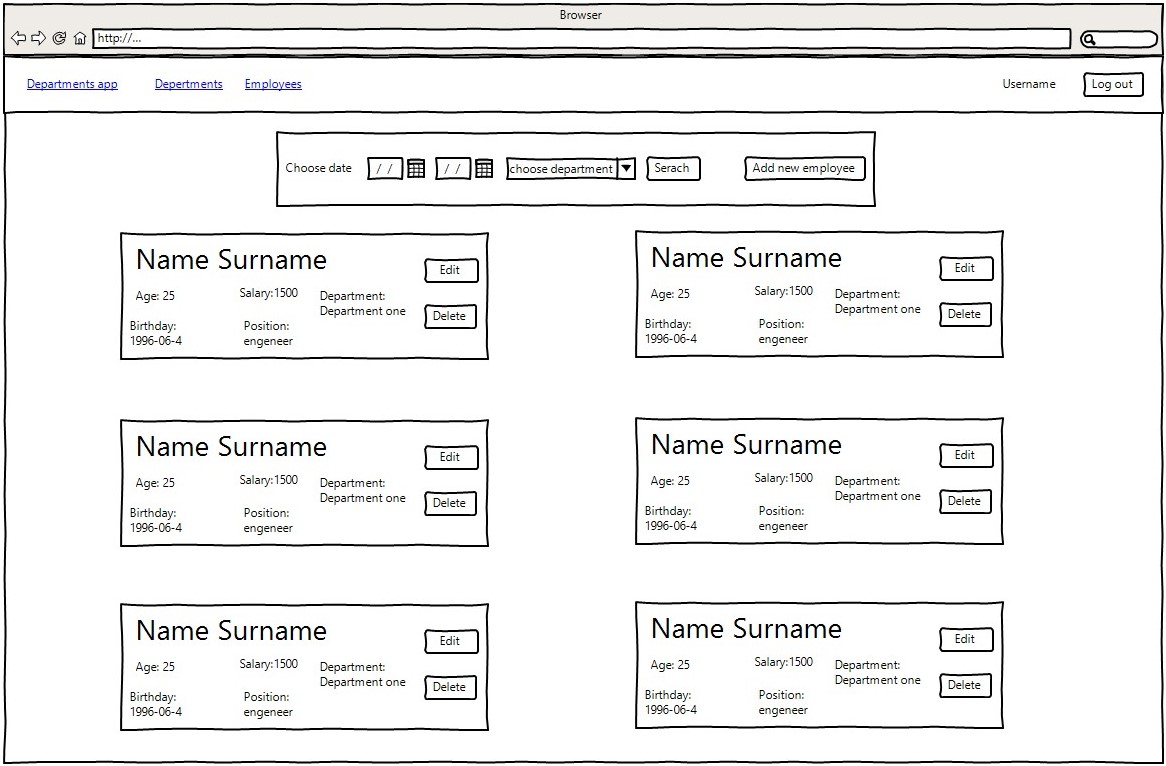 Browser
http://...
Departments app Depertments Employees Username Log out
Choose date / / / / choose department Serach Add new employee
Name Surname
Edit
Age: 25 Salary:1500 Department:
Department one
Delete
Birthday: Position:
1996-06-4 engeneer
Name Surname
Edit
Age: 25 Salary:1500 Department:
Department one
Delete
Birthday: Position:
1996-06-4 engeneer
Name Surname
Edit
Age: 25 Salary:1500 Department:
Department one
Delete
Birthday: Position:
1996-06-4 engeneer
Name Surname
Edit
Age: 25 Salary:1500 Department:
Department one
Delete
Birthday: Position:
1996-06-4 engeneer
Name Surname
Edit
Age: 25 Salary:1500 Department:
Department one
Delete
Birthday: Position:
1996-06-4 engeneer
Name Surname
Edit
Age: 25 Salary:1500 Department:
Department one
Delete
Birthday: Position:
1996-06-4 engeneer